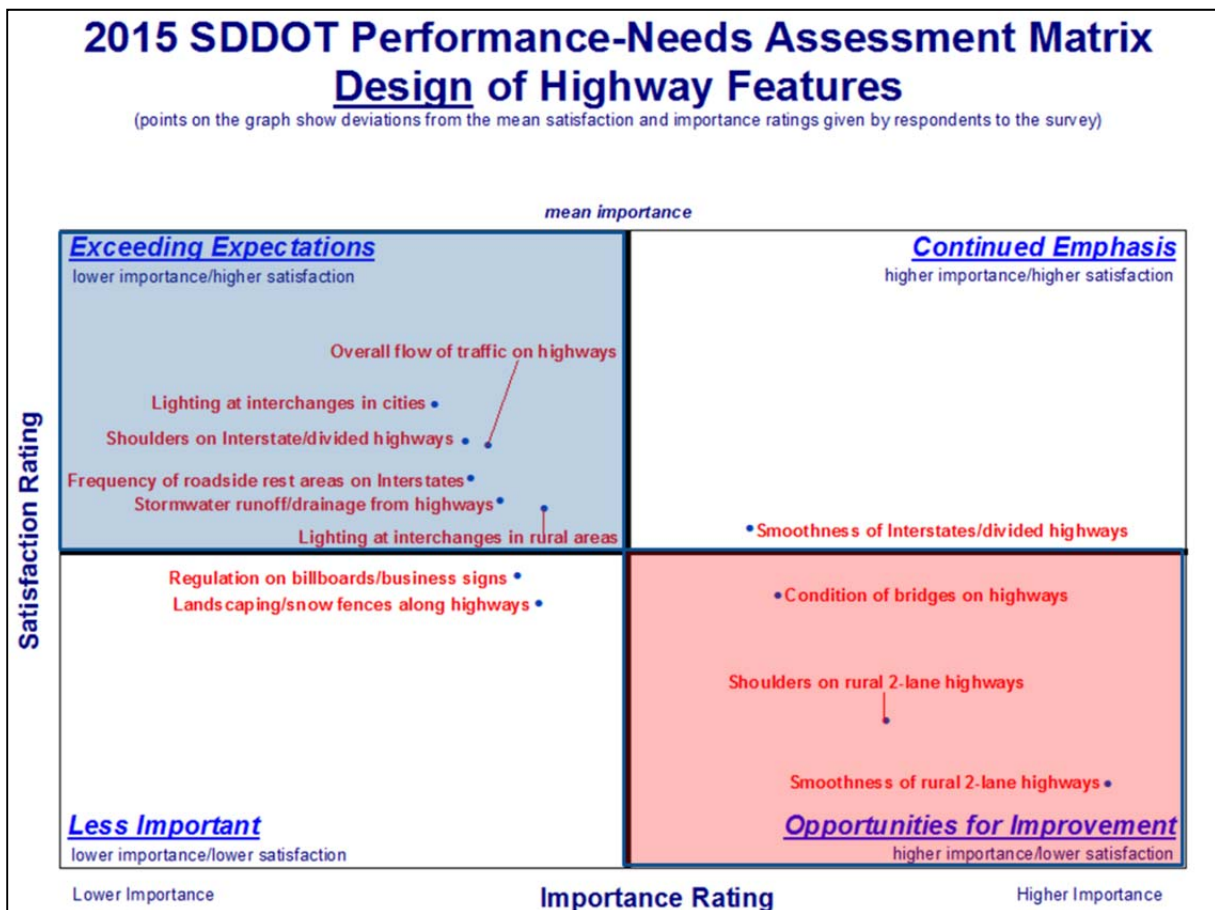 2015 SDDOT Performance-Needs Assessment Matrix
Design of Highway Features
(points on the graph show deviations from the mean satisfaction and importance ratings given by respondents to the survey)
mean importance
Exceeding Expectations
lower importance/higher satisfaction
Continued Emphasis
higher importance/higher satisfaction
Overall flow of traffic on highways
Lighting at interchanges in cities
Shoulders on Interstate/divided highways
Frequency of roadside rest areas on Interstates
Stormwater runoff/drainage from highways
Lighting at interchanges in rural areas
Smoothness of Interstates/divided highways
Satisfaction Rating
Regulation on billboards/business signs
Landscaping/snow fences along highways
Condition of bridges on highways
Shoulders on rural 2-lane highways
Smoothness of rural 2-lane highways
Less Important
lower importance/lower satisfaction
Opportunities for Improvement
higher importance/lower satisfaction
Lower Importance
Importance Rating
Higher Importance